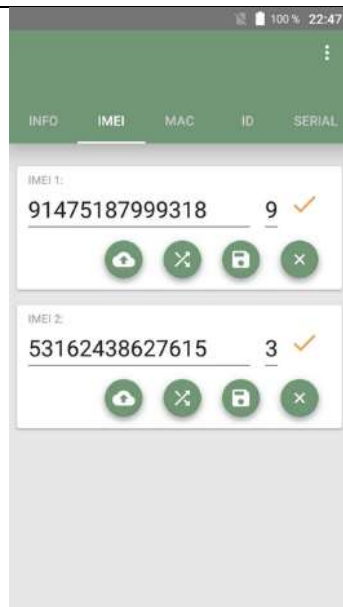 100 % 22:47
INFO IMEI MAC ID SERIAL
IMEI 1:
91475187999318 9
IMEI 2:
53162438627615 3